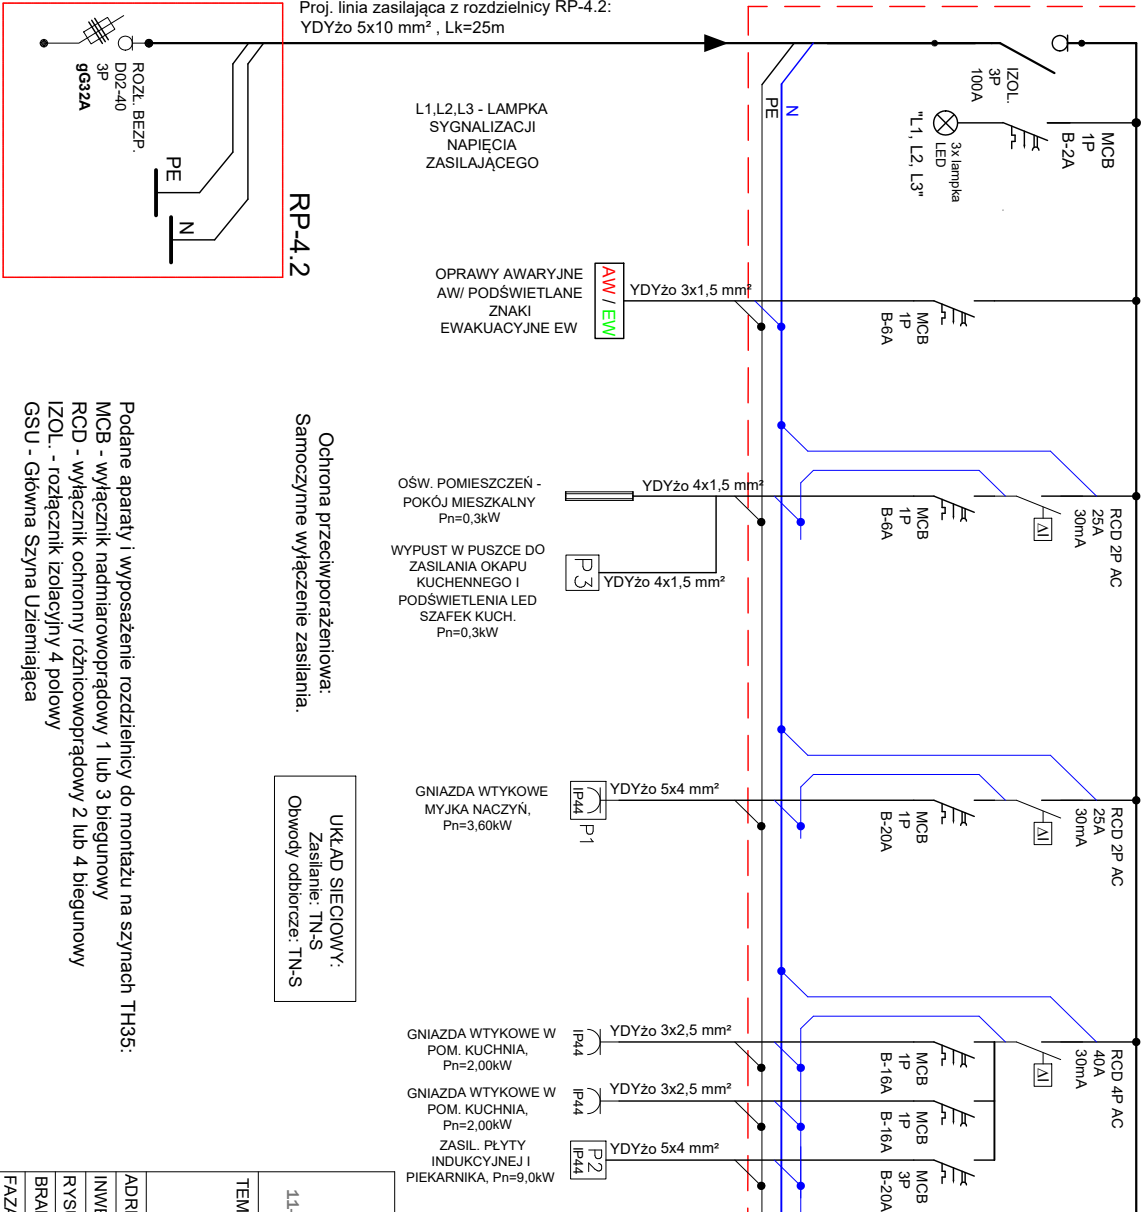 Proj. linia zasilająca z rozdzielnicy RP-4.2:
YDYżo 5x10 mm² , Lk=25m
ROZŁ. BEZP.
D02-40
3P
gG32A
PE
N
RP-4.2
L1,L2,L3 - LAMPKA
SYGNALIZACJI
NAPIĘCIA
ZASILAJĄCEGO
PE
N
IZOL.
3P
100A
MCB
1P
B-2A
3x lampka
LED
"L1, L2, L3"
OPRAWY AWARYJNE
AW/ PODŚWIETLANE
ZNAKI
EWAKUACYJNE EW
AW / EW
YDYżo 3x1,5 mm²
MCB
1P
B-6A
OŚW. POMIESZCZEŃ -
POKÓJ MIESZKALNY
Pn=0,3kW
YDYżo 4x1,5 mm²
MCB
1P
B-6A
ΔI
RCD 2P AC
25A
30mA
WYPUST W PUSZCE DO
ZASILANIA OKAPU
KUCHENNEGO I
PODŚWIETLENIA LED
SZAFEK KUCH.
Pn=0,3kW
P3
YDYżo 4x1,5 mm²
GNIAZDA WTYKOWE
MYJKA NACZYŃ,
Pn=3,60kW
IP44
P1
YDYżo 5x4 mm²
MCB
1P
B-20A
ΔI
RCD 2P AC
25A
30mA
GNIAZDA WTYKOWE W
POM. KUCHNIA,
Pn=2,00kW
IP44
YDYżo 3x2,5 mm²
MCB
1P
B-16A
ΔI
RCD 4P AC
40A
30mA
GNIAZDA WTYKOWE W
POM. KUCHNIA,
Pn=2,00kW
IP44
YDYżo 3x2,5 mm²
MCB
1P
B-16A
ZASIL. PŁYTY
INDUKCYJNEJ I
PIEKARNIKA, Pn=9,0kW
P2
IP44
YDYżo 5x4 mm²
MCB
3P
B-20A
Ochrona przeciwporażeniowa:
Samoczynne wyłączenie zasilania.
UKŁAD SIECIOWY:
Zasilanie: TN-S
Obwody odbiorcze: TN-S
Podane aparaty i wyposażenie rozdzielnicy do montażu na szynach TH35:
MCB - wyłącznik nadmiarowoprądowy 1 lub 3 biegunowy
RCD - wyłącznik ochronny różnicowoprądowy 2 lub 4 biegunowy
IZOL. - rozłącznik izolacyjny 4 polowy
GSU - Główna Szyna Uziemiająca
11-
TEM
ADR
INWE
RYS
BRA
FAZA